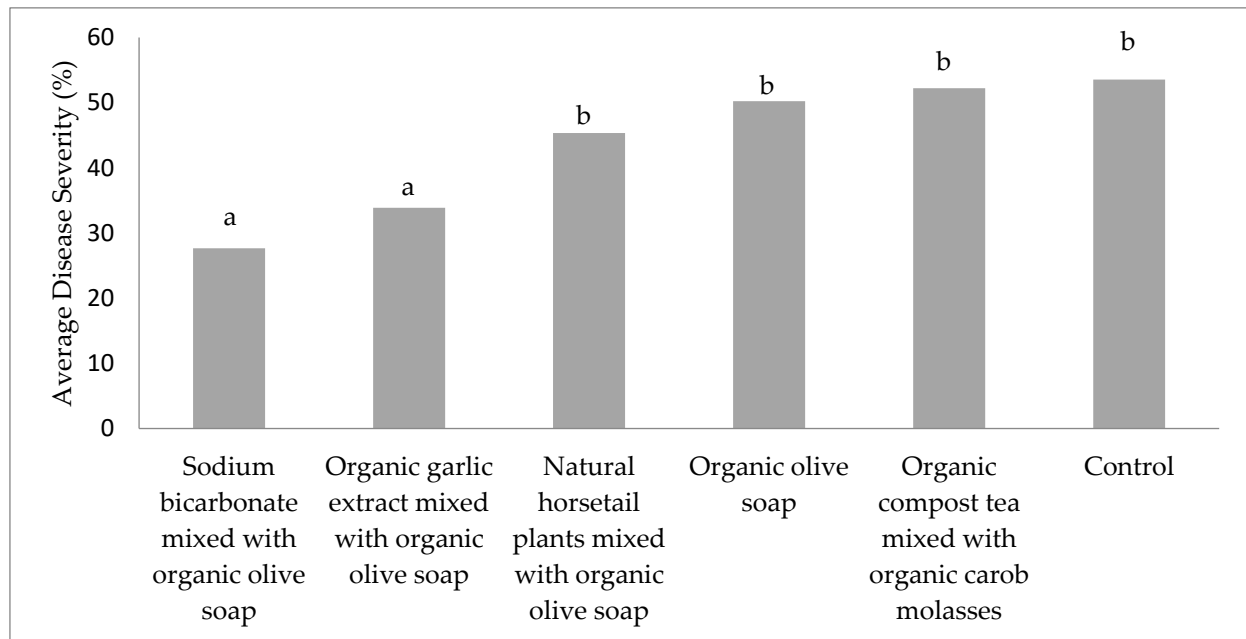 Average Disease Severity (%)
60
50
40
30
20
10
0
a
a
b
b
b
b
Sodium
bicarbonate
mixed with
organic olive
soap
Organic garlic
extract mixed
with organic
olive soap
Natural
horsetail
plants mixed
with organic
olive soap
Organic olive
soap
Organic
compost tea
mixed with
organic carob
molasses
Control